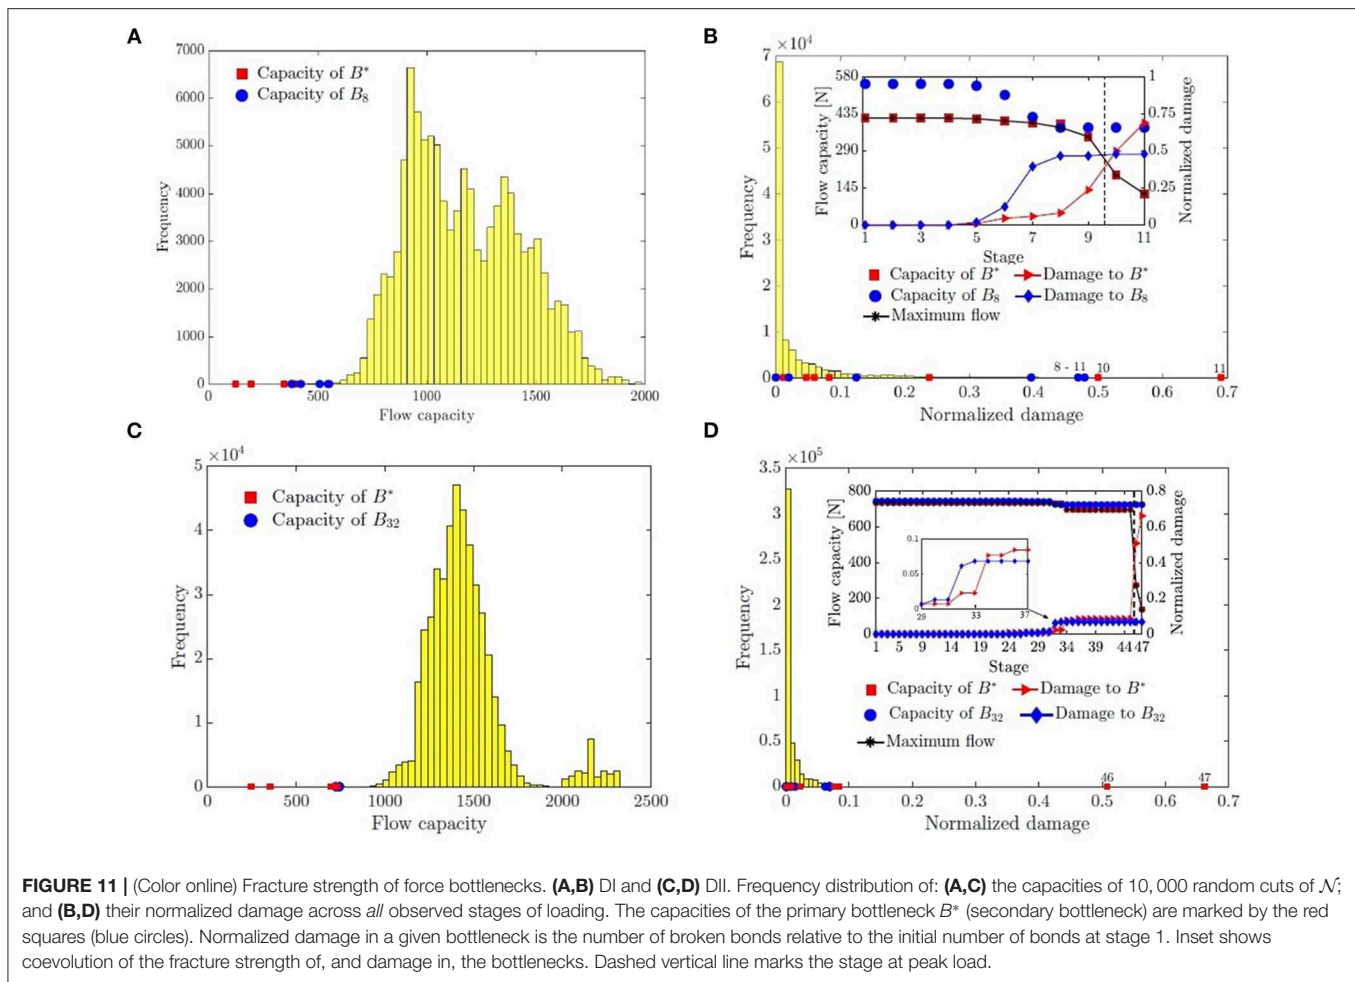 A
7000
6000
5000
4000
3000
2000
1000
0
Frequency
Capacity of B*
Capacity of B8
0 500 1000 1500 2000
Flow capacity
B
×10^4
7
6
5
4
3
2
1
0
Frequency
580
435
290
145
0
Flow capacity [N]
1
0.75
0.5
0.25
0
Normalized damage
1 3 5 7 9 11
Stage
Capacity of B* Damage to B*
Capacity of B8 Damage to B8
Maximum flow
8 - 11 10 11
0 0.1 0.2 0.3 0.4 0.5 0.6 0.7
Normalized damage
C
×10^4
5
4
3
2
1
0
Frequency
Capacity of B*
Capacity of B32
0 500 1000 1500 2000 2500
Flow capacity
D
×10^5
3.5
3
2.5
2
1.5
1
0.5
0
Frequency
800
600
400
200
0
Flow capacity [N]
0.8
0.6
0.4
0.2
0
Normalized damage
0.1
0.05
0
29 33 37
1 5 9 14 19 24 29 34 39 44 47
Stage
Capacity of B* Damage to B*
Capacity of B32 Damage to B32
Maximum flow
46 47
0 0.1 0.2 0.3 0.4 0.5 0.6 0.7
Normalized damage
FIGURE 11 | (Color online) Fracture strength of force bottlenecks. (A,B) DI and (C,D) DII. Frequency distribution of: (A,C) the capacities of 10, 000 random cuts of 𝒩;
and (B,D) their normalized damage across all observed stages of loading. The capacities of the primary bottleneck B* (secondary bottleneck) are marked by the red
squares (blue circles). Normalized damage in a given bottleneck is the number of broken bonds relative to the initial number of bonds at stage 1. Inset shows
coevolution of the fracture strength of, and damage in, the bottlenecks. Dashed vertical line marks the stage at peak load.